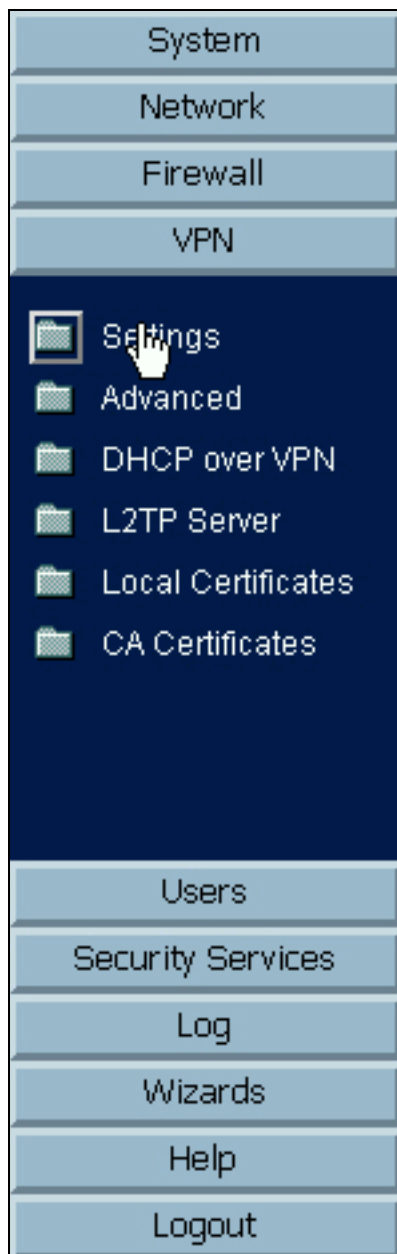 System
Network
Firewall
VPN
Settings
Advanced
DHCP over VPN
L2TP Server
Local Certificates
CA Certificates
Users
Security Services
Log
Wizards
Help
Logout